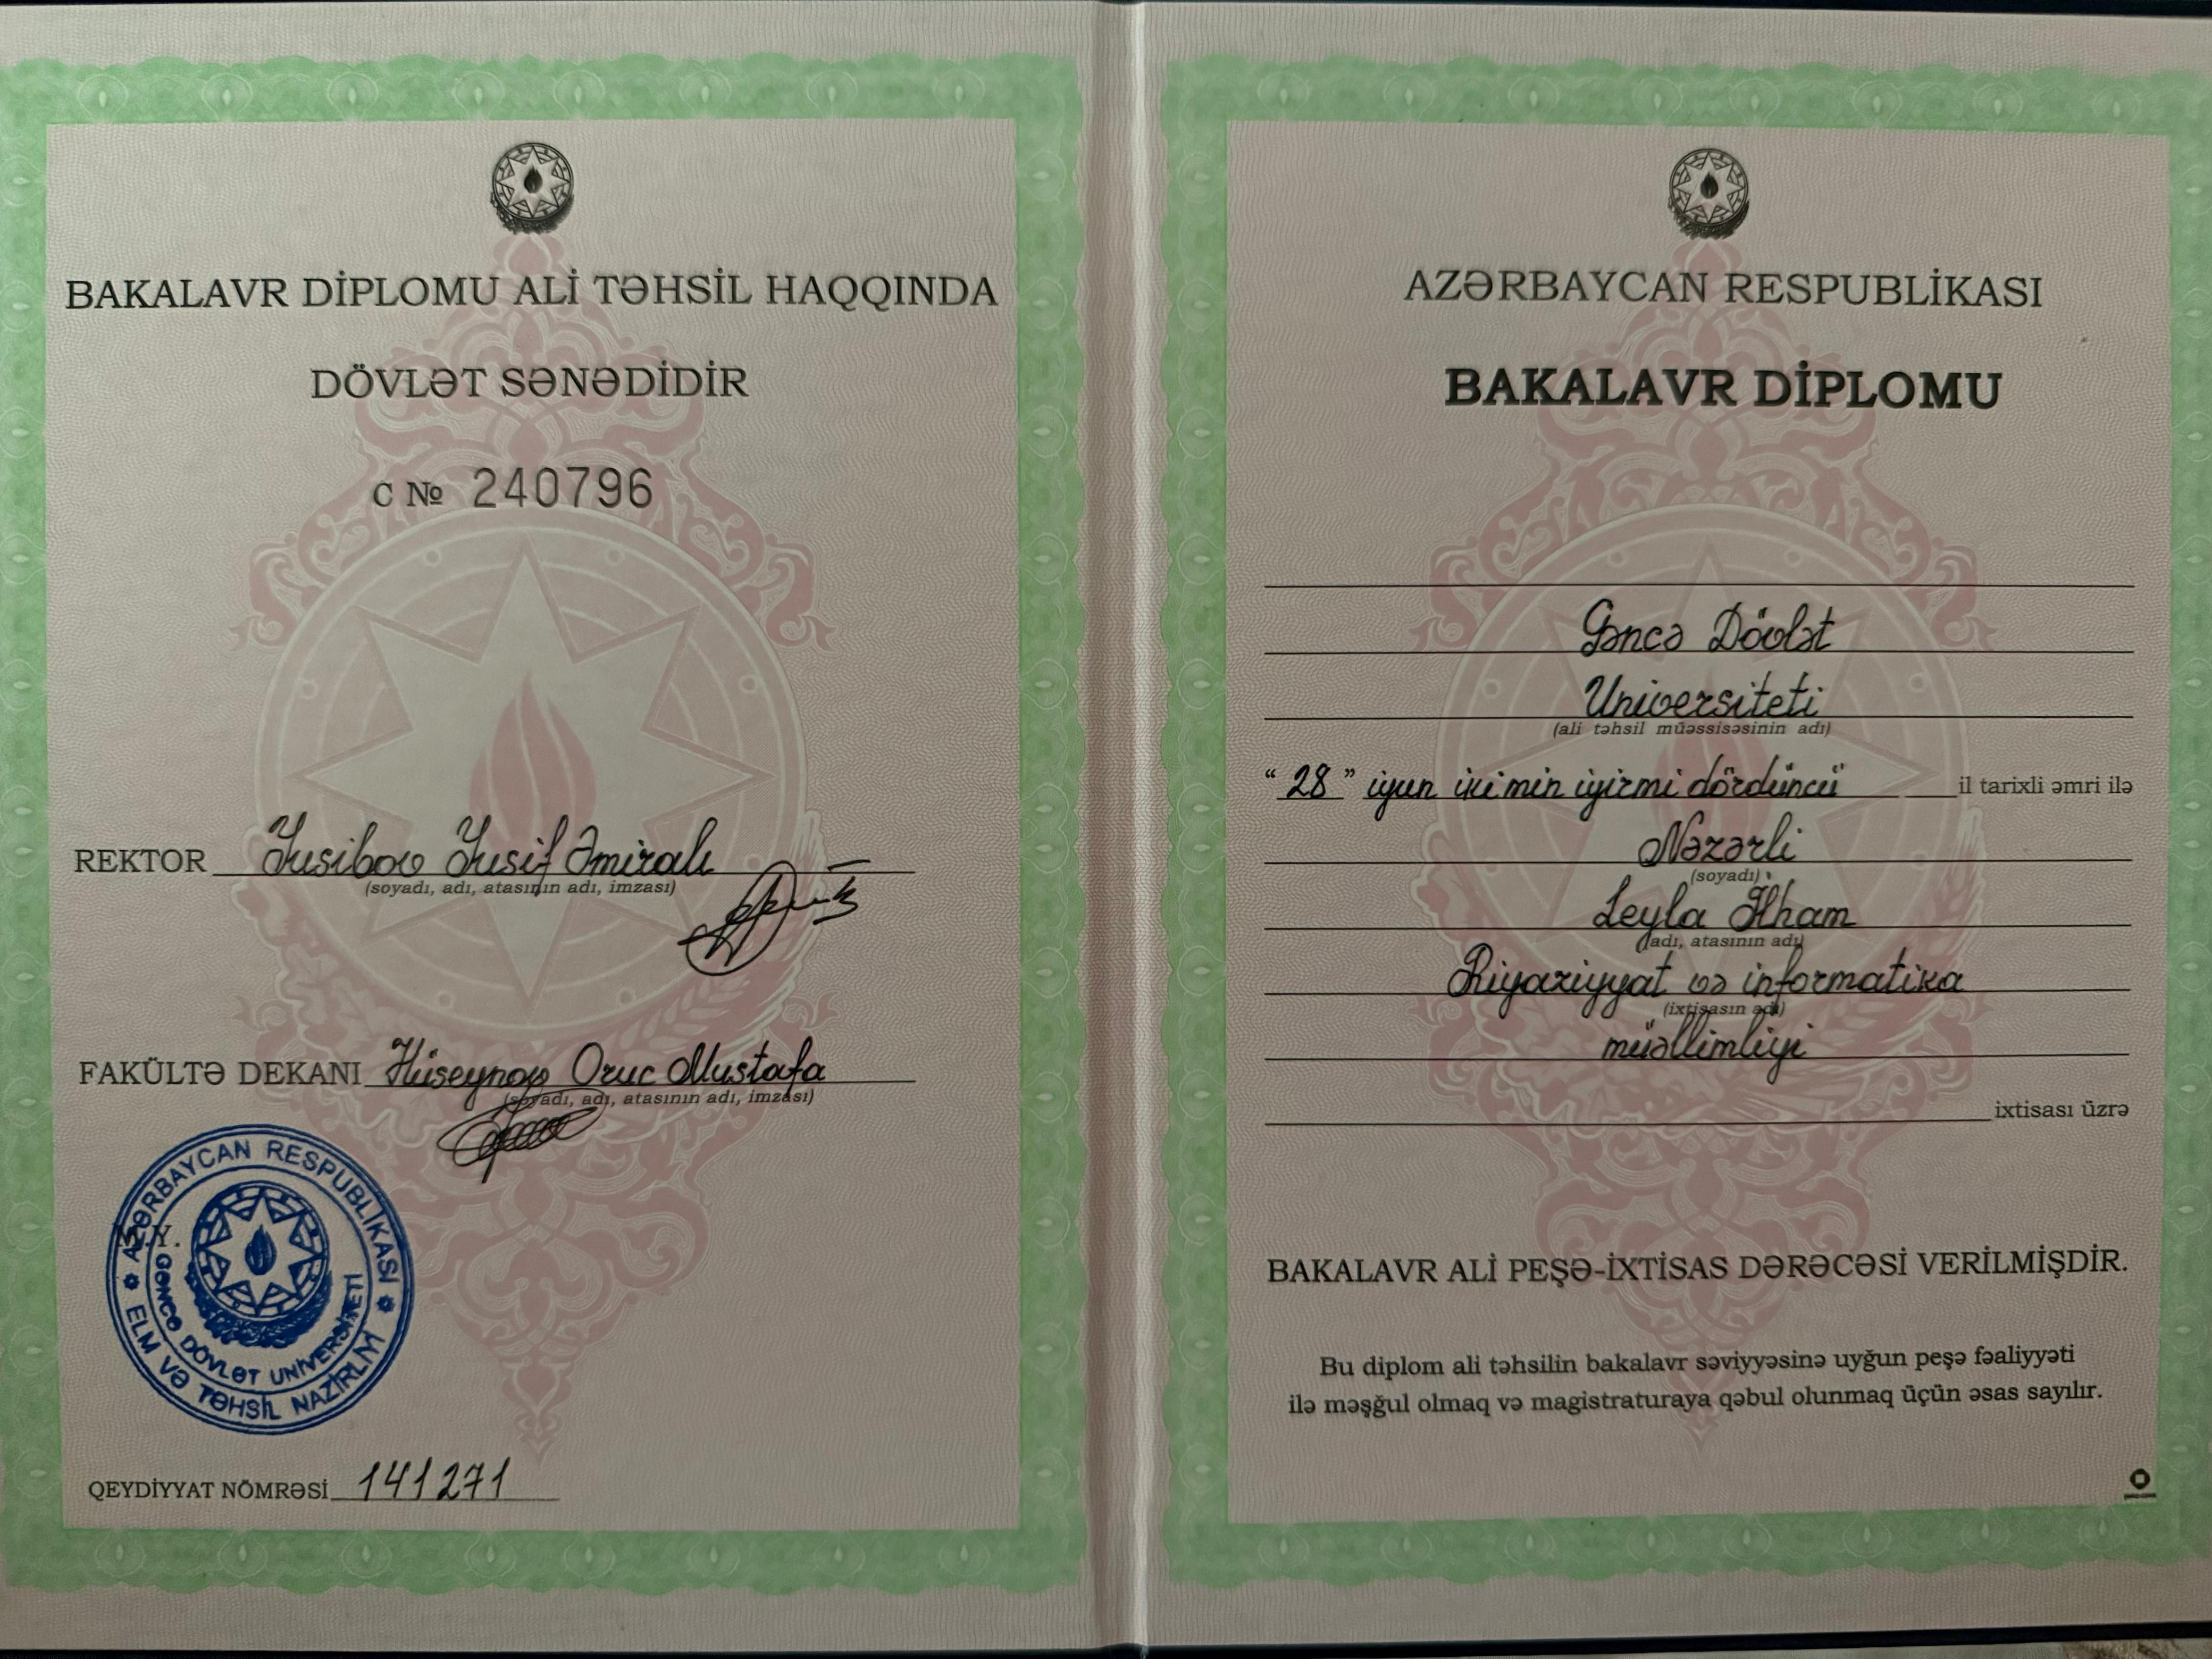 BAKALAVR DİPLOMU ALİ TƏHSİL HAQQINDA
DÖVLƏT SƏNƏDİDİR
C № 240796
REKTOR Yusibov Yusif Əmiralı
(soyadı, adı, atasının adı, imzası)
FAKÜLTƏ DEKANI Hüseynov Oruc Mustafa
(soyadı, adı, atasının adı, imzası)
M.Y.
AZƏRBAYCAN RESPUBLİKASI
ELM VƏ TƏHSİL NAZİRLİYİ
GƏNCƏ DÖVLƏT UNİVERSİTETİ
QEYDİYYAT NÖMRƏSİ 141271
AZƏRBAYCAN RESPUBLİKASI
BAKALAVR DİPLOMU
Gəncə Dövlət
Universiteti
(ali təhsil müəssisəsinin adı)
“28” iyun iki min iyirmi dördüncü il tarixli əmri ilə
Nəzərli
(soyadı)
Leyla İlham
(adı, atasının adı)
Riyaziyyat və informatika
(ixtisasın adı)
müəllimliyi
ixtisası üzrə
BAKALAVR ALİ PEŞƏ-İXTİSAS DƏRƏCƏSİ VERİLMİŞDİR.
Bu diplom ali təhsilin bakalavr səviyyəsinə uyğun peşə fəaliyyəti
ilə məşğul olmaq və magistraturaya qəbul olunmaq üçün əsas sayılır.